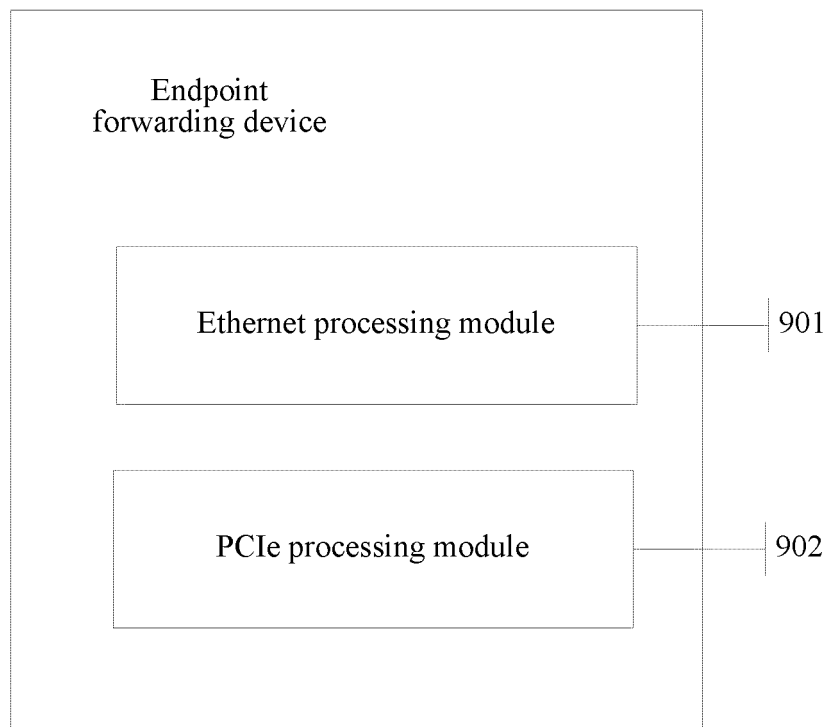 Endpoint
forwarding device
Ethernet processing module
901
PCIe processing module
902